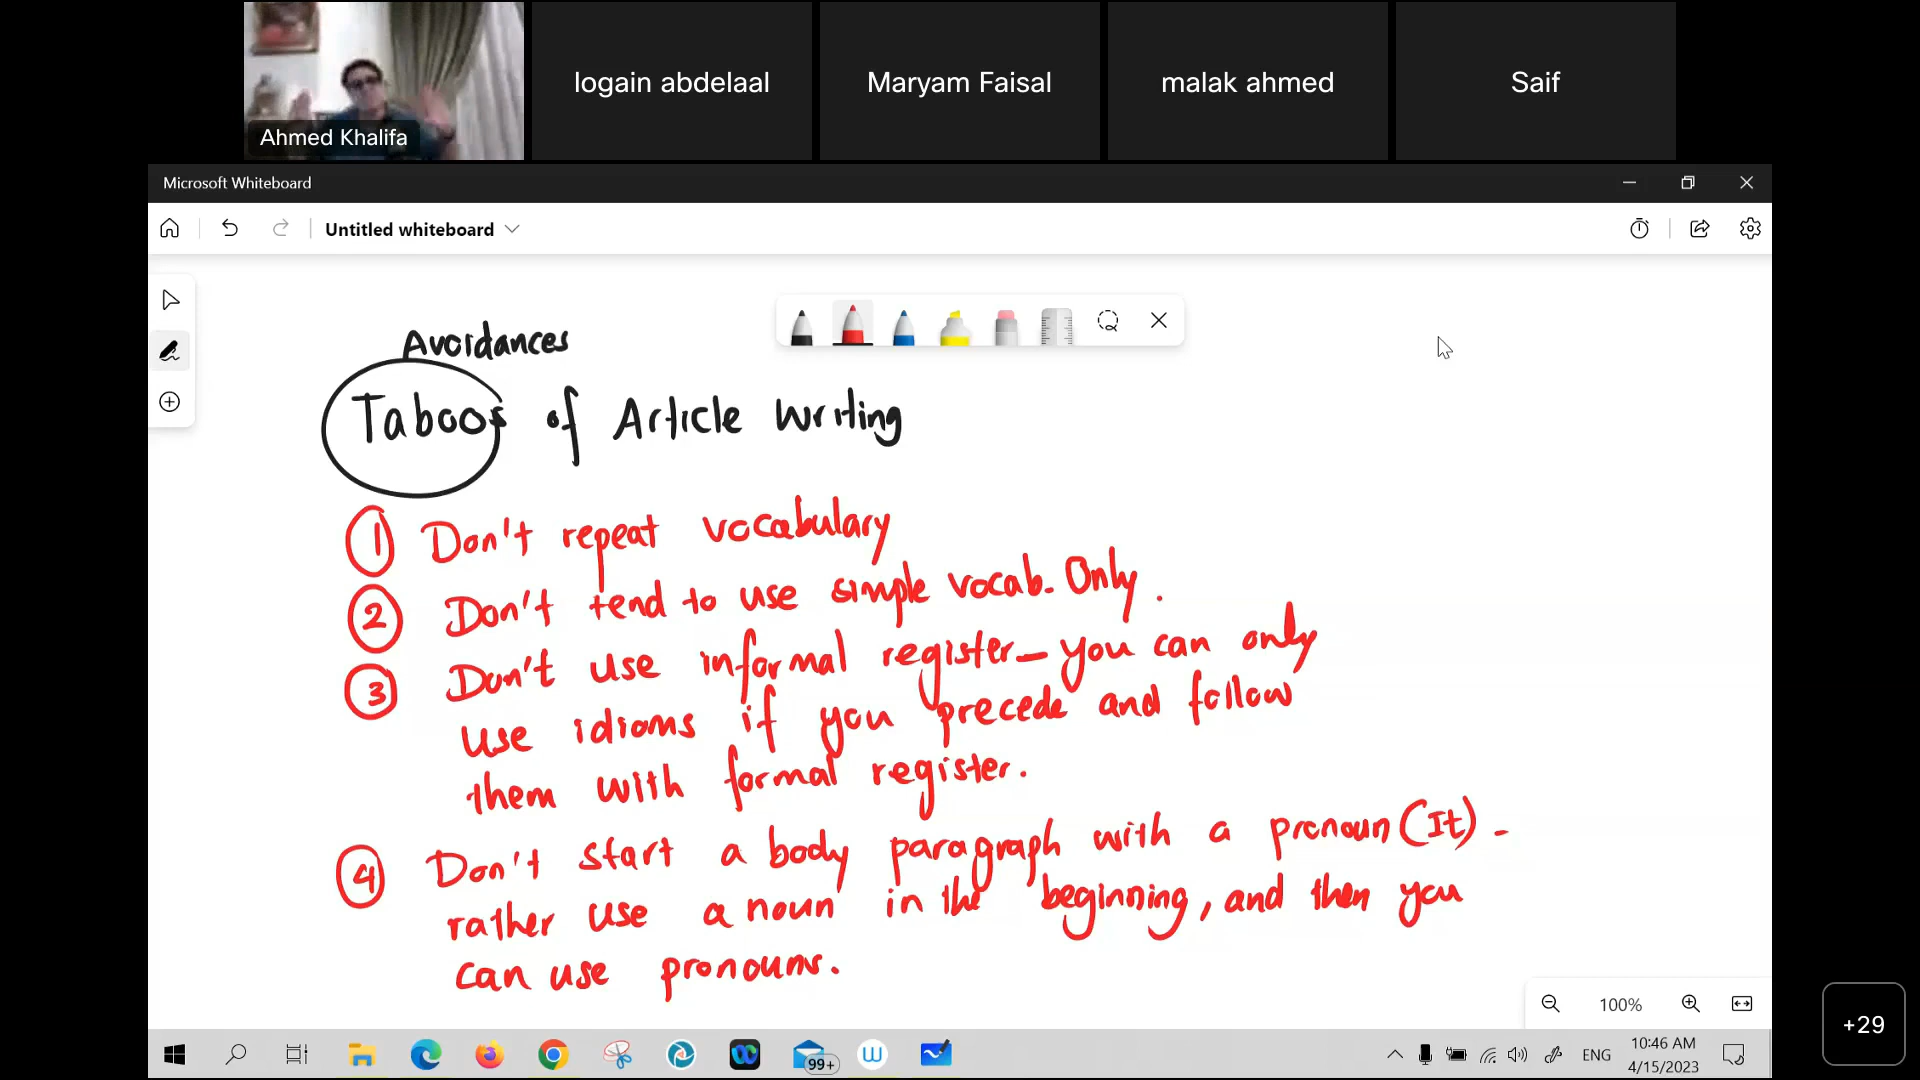 logain abdelaal
Maryam Faisal
malak ahmed
Saif
Ahmed Khalifa
Microsoft Whiteboard
Untitled whiteboard
Avoidances
Taboos of Article Writing
1 Don't repeat vocabulary
2 Don't tend to use simple vocab. Only.
3 Don't use informal register - you can only
use idioms if you precede and follow
them with formal register.
4 Don't start a body paragraph with a pronoun (It) -
rather use a noun in the beginning, and then you
can use pronouns.
100%
+29
99+
ENG
10:46 AM
4/15/2023